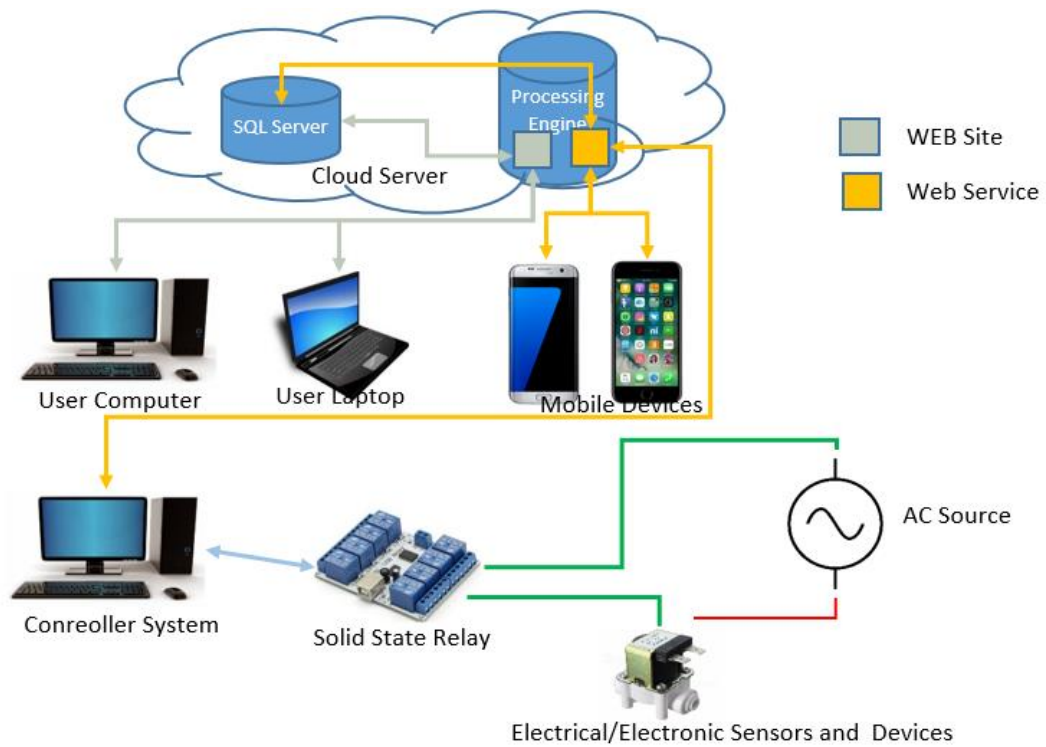 Processing
Engine
SQL Server
Cloud Server
WEB Site
Web Service
User Computer
User Laptop
Mobile Devices
AC Source
Conreoller System
Solid State Relay
Electrical/Electronic Sensors and Devices